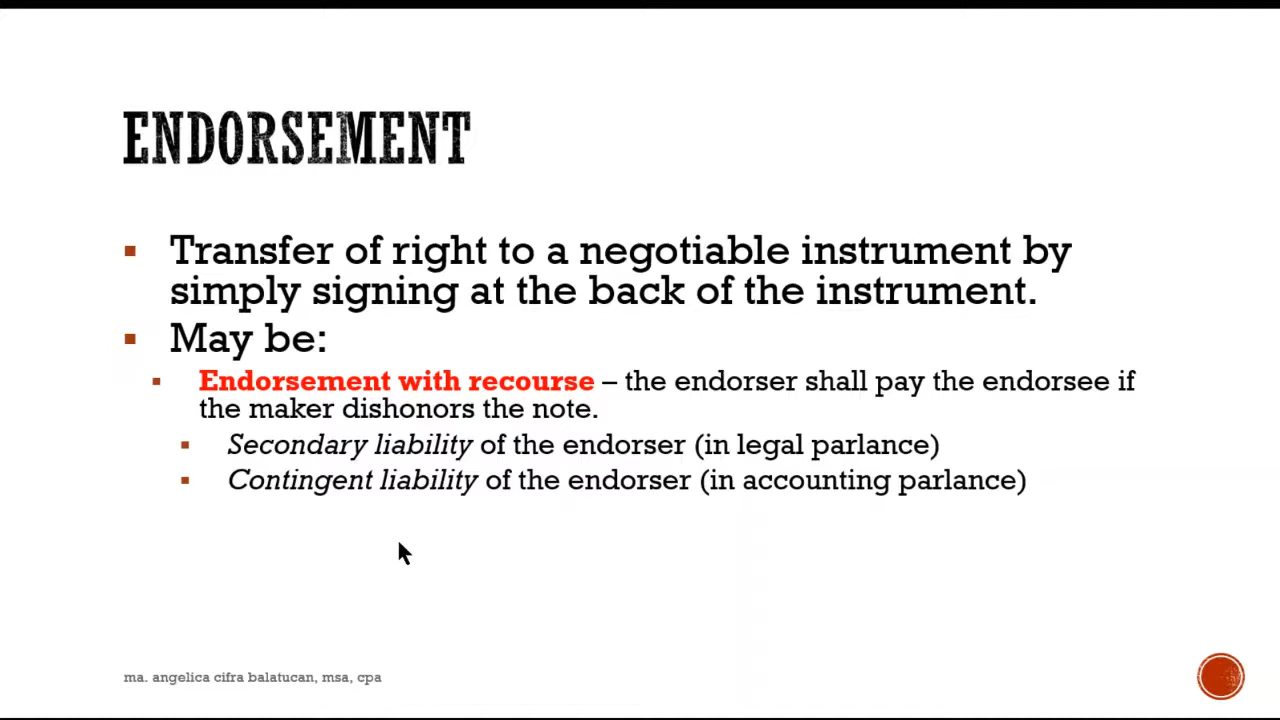 ENDORSEMENT
▪ Transfer of right to a negotiable instrument by
simply signing at the back of the instrument.
▪ May be:
▪ Endorsement with recourse – the endorser shall pay the endorsee if
the maker dishonors the note.
▪ Secondary liability of the endorser (in legal parlance)
▪ Contingent liability of the endorser (in accounting parlance)
ma. angelica cifra balatucan, msa, cpa